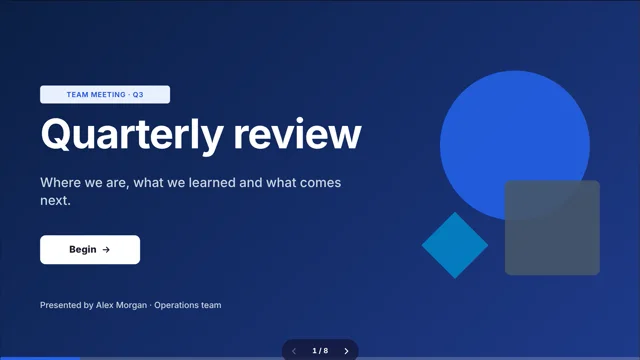 TEAM MEETING · Q3
Quarterly review
Where we are, what we learned and what comes
next.
Begin →
Presented by Alex Morgan · Operations team
‹ 1 / 8 ›